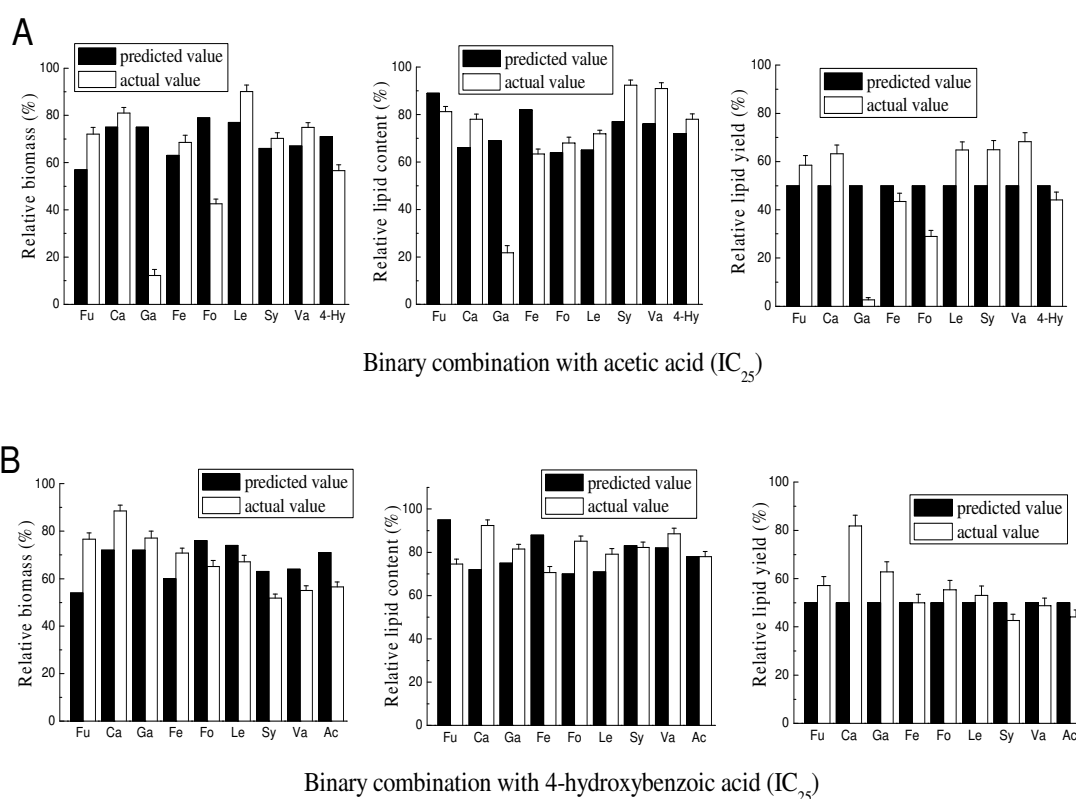 A
predicted value
actual value
Relative biomass (%)
100
80
60
40
20
0
Fu Ca Ga Fe Fo Le Sy Va 4-Hy
predicted value
actual value
Relative lipid content (%)
100
80
60
40
20
0
Fu Ca Ga Fe Fo Le Sy Va 4-Hy
predicted value
actual value
Relative lipid yield (%)
100
80
60
40
20
0
Fu Ca Ga Fe Fo Le Sy Va 4-Hy
Binary combination with acetic acid (IC25)
B
predicted value
actual value
Relative biomass (%)
100
80
60
40
20
0
Fu Ca Ga Fe Fo Le Sy Va Ac
predicted value
actual value
Relative lipid content (%)
100
80
60
40
20
0
Fu Ca Ga Fe Fo Le Sy Va Ac
predicted value
actual value
Relative lipid yield (%)
100
80
60
40
20
0
Fu Ca Ga Fe Fo Le Sy Va Ac
Binary combination with 4-hydroxybenzoic acid (IC25)